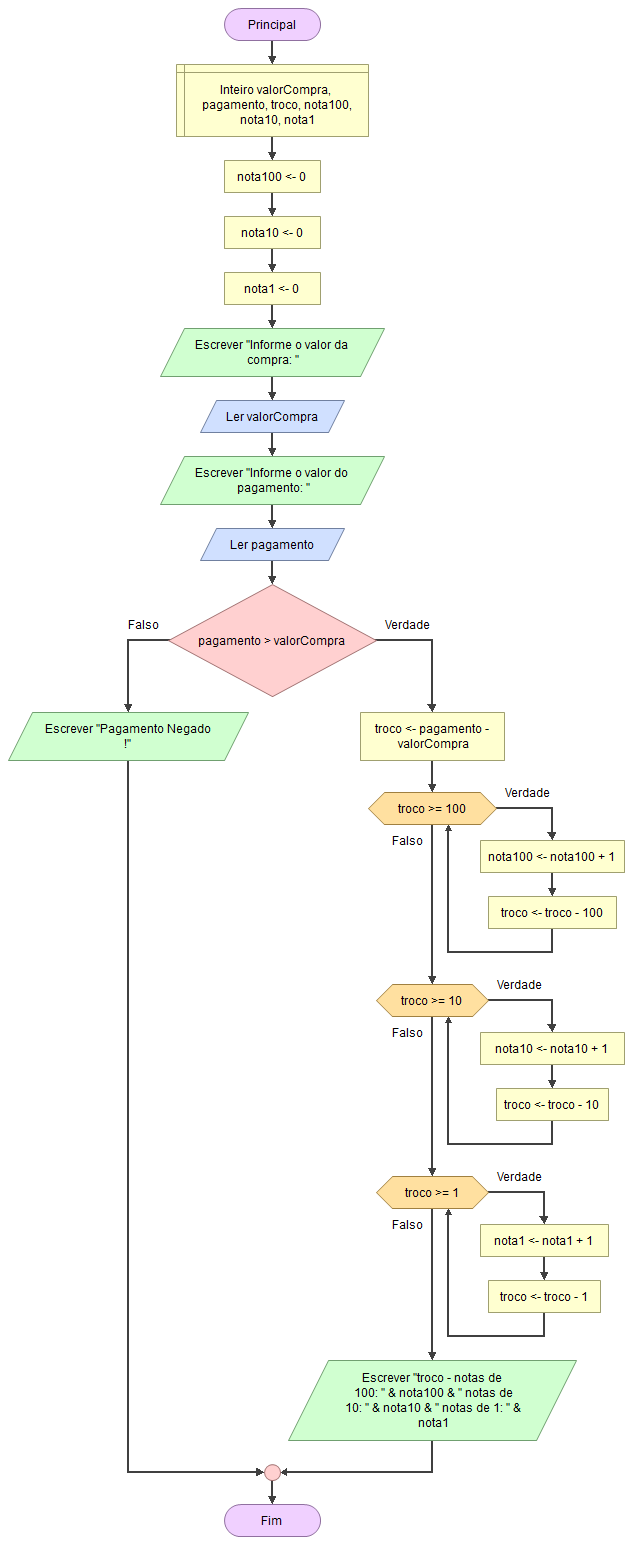 Principal
Inteiro valorCompra,
pagamento, troco, nota100,
nota10, nota1
nota100 <- 0
nota10 <- 0
nota1 <- 0
Escrever "Informe o valor da
compra: "
Ler valorCompra
Escrever "Informe o valor do
pagamento: "
Ler pagamento
Falso
pagamento > valorCompra
Verdade
Escrever "Pagamento Negado
!"
troco <- pagamento -
valorCompra
troco >= 100
Verdade
Falso
nota100 <- nota100 + 1
troco <- troco - 100
troco >= 10
Verdade
Falso
nota10 <- nota10 + 1
troco <- troco - 10
troco >= 1
Verdade
Falso
nota1 <- nota1 + 1
troco <- troco - 1
Escrever "troco - notas de
100: " & nota100 & " notas de
10: " & nota10 & " notas de 1: " &
nota1
Fim